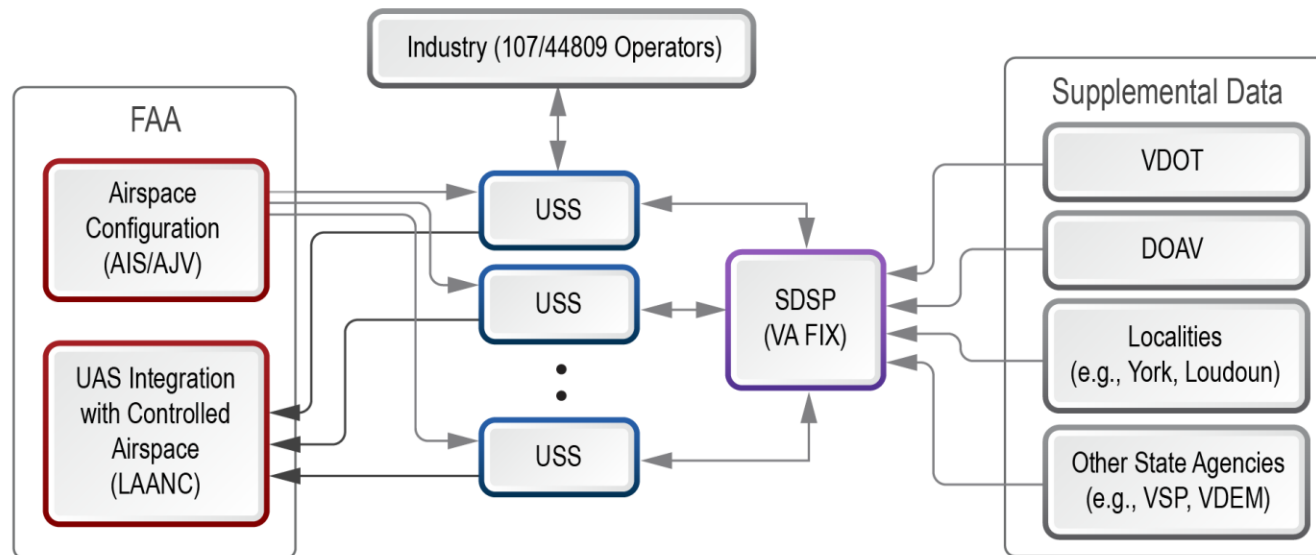 Industry (107/44809 Operators)
FAA
Airspace
Configuration
(AIS/AJV)
UAS Integration
with Controlled
Airspace
(LAANC)
USS
USS
USS
SDSP
(VA FIX)
Supplemental Data
VDOT
DOAV
Localities
(e.g., York, Loudoun)
Other State Agencies
(e.g., VSP, VDEM)